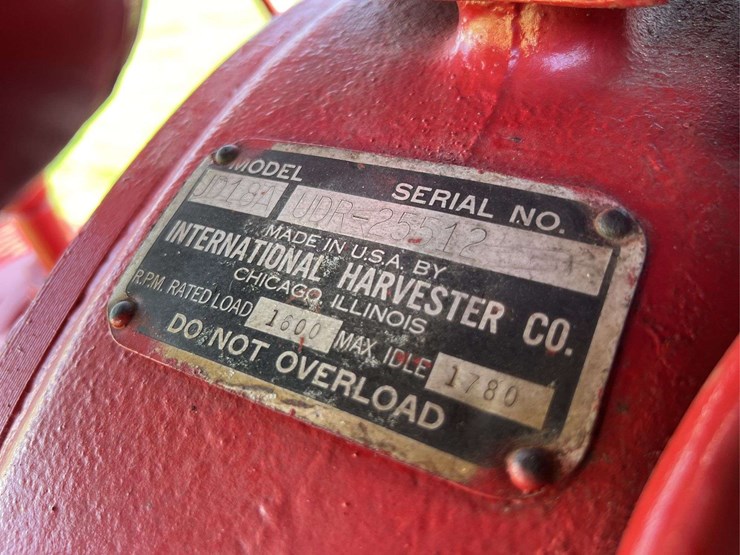 MODEL SERIAL NO.
UD18A UDR-25512
MADE IN U.S.A. BY
INTERNATIONAL HARVESTER CO.
CHICAGO, ILLINOIS
R.P.M. RATED LOAD 1600 MAX. IDLE 1780
DO NOT OVERLOAD